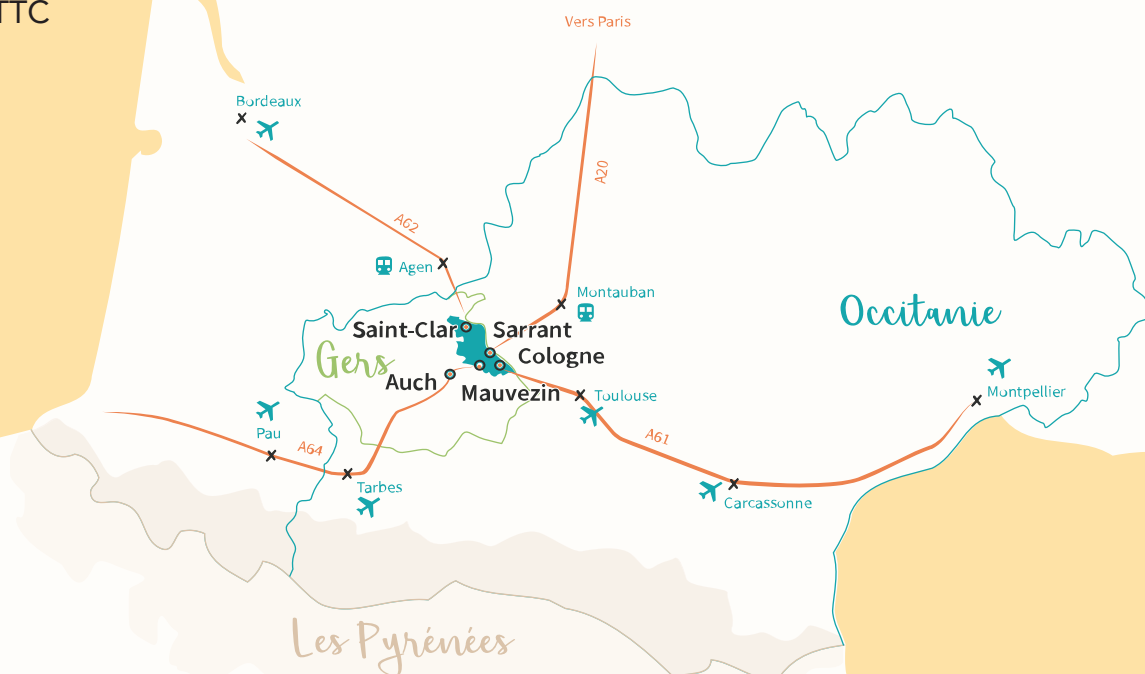 TTC
Vers Paris
Bordeaux
A20
A62
Agen
Montauban
Occitanie
Saint-Clar
Sarrant
Gers
Cologne
Auch
Mauvezin
Toulouse
Montpellier
Pau
A64
A61
Tarbes
Carcassonne
Les Pyrénées